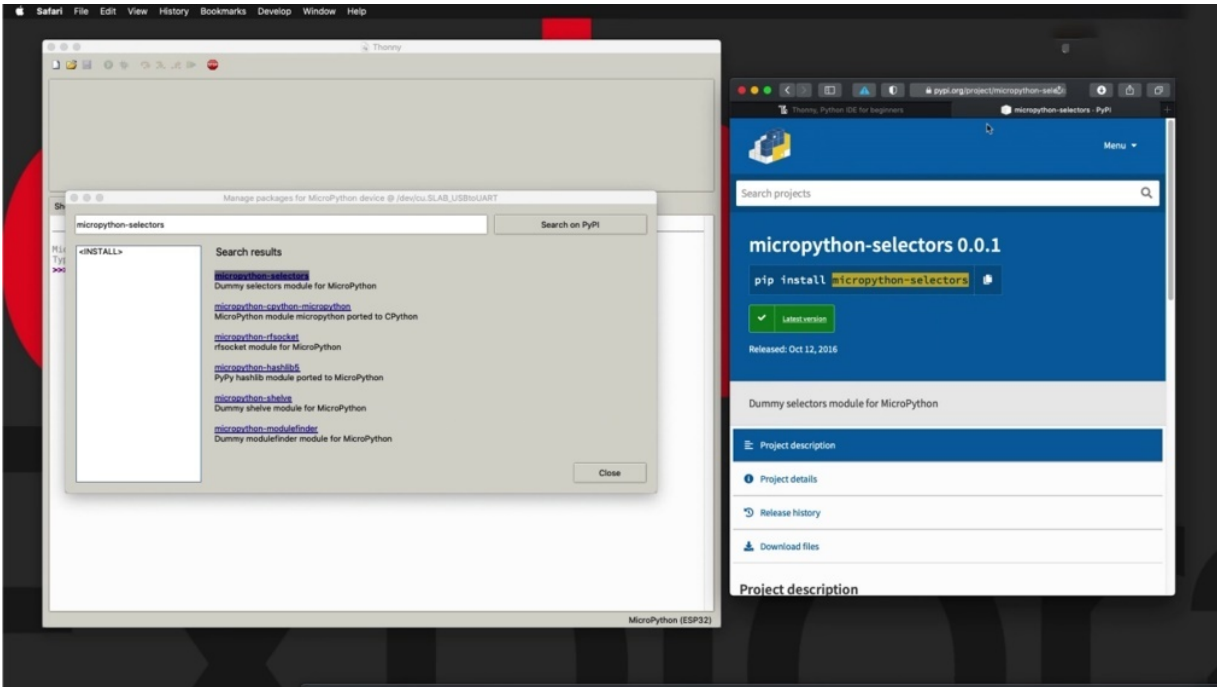 Safari File Edit View History Bookmarks Develop Window Help
Thonny
Manage packages for MicroPython device @ /dev/cu.SLAB_USBtoUART
micropython-selectors
Search on PyPI
<INSTALL>
Search results
micropython-selectors
Dummy selectors module for MicroPython
micropython-cpython-micropython
MicroPython module micropython ported to CPython
micropython-rfsocket
rfsocket module for MicroPython
micropython-hashlib5
PyPy hashlib module ported to MicroPython
micropython-shelve
Dummy shelve module for MicroPython
micropython-modulefinder
Dummy modulefinder module for MicroPython
Close
MicroPython (ESP32)
pypi.org/project/micropython-selec
Thonny, Python IDE for beginners
micropython-selectors · PyPI
Menu
Search projects
micropython-selectors 0.0.1
pip install micropython-selectors
Latest version
Released: Oct 12, 2016
Dummy selectors module for MicroPython
Project description
Project details
Release history
Download files
Project description